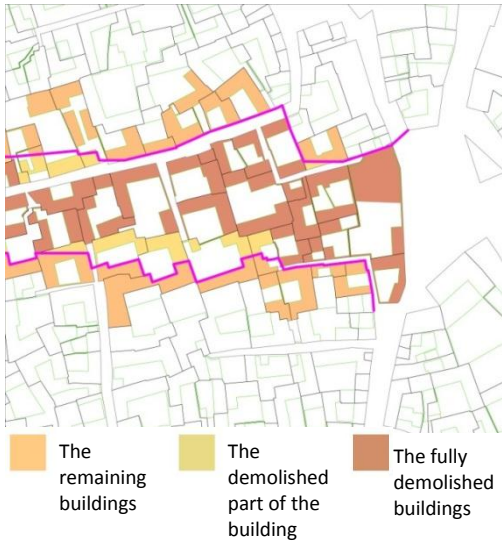 The
remaining
buildings
The
demolished
part of the
building
The fully
demolished
buildings